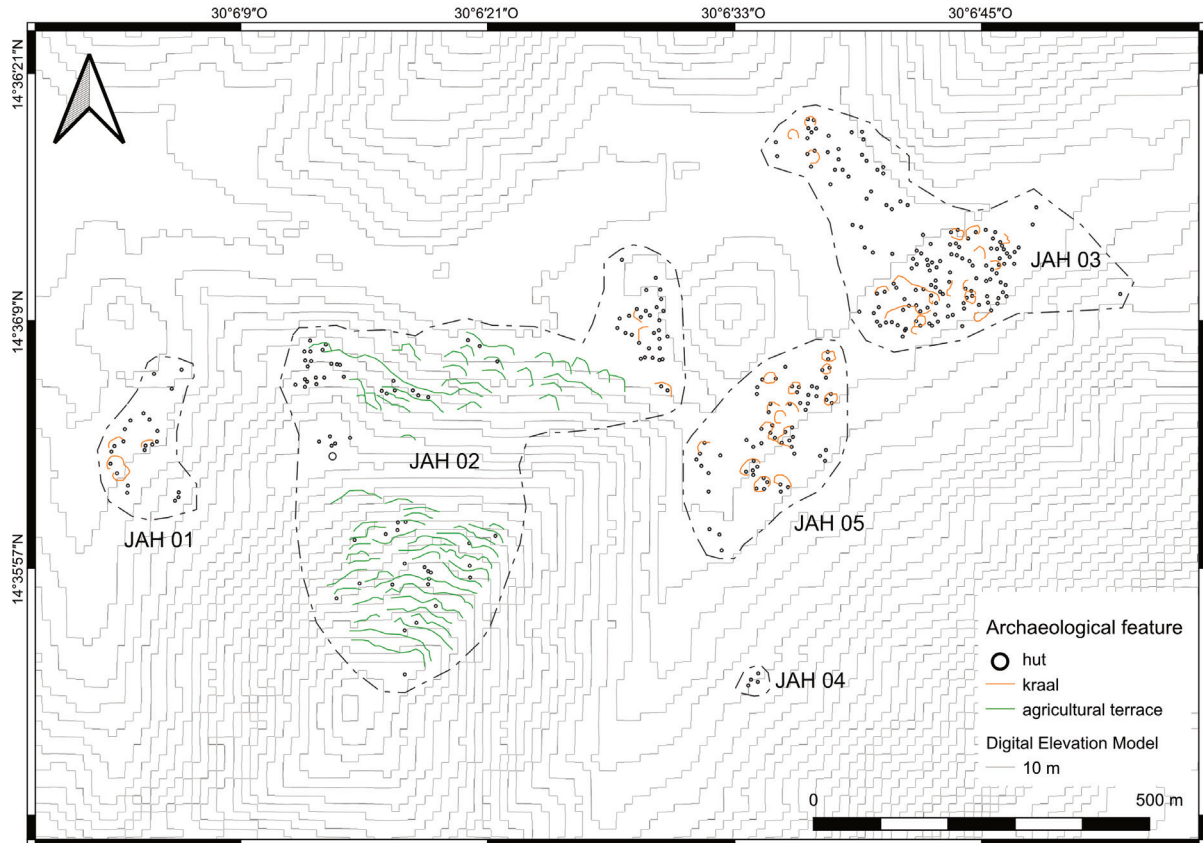 30°6'9"O 30°6'21"O 30°6'33"O 30°6'45"O
14°36'21"N
14°36'9"N
14°35'57"N
JAH 03
JAH 02
JAH 01
JAH 05
JAH 04
Archaeological feature
hut
kraal
agricultural terrace
Digital Elevation Model
10 m
0 500 m